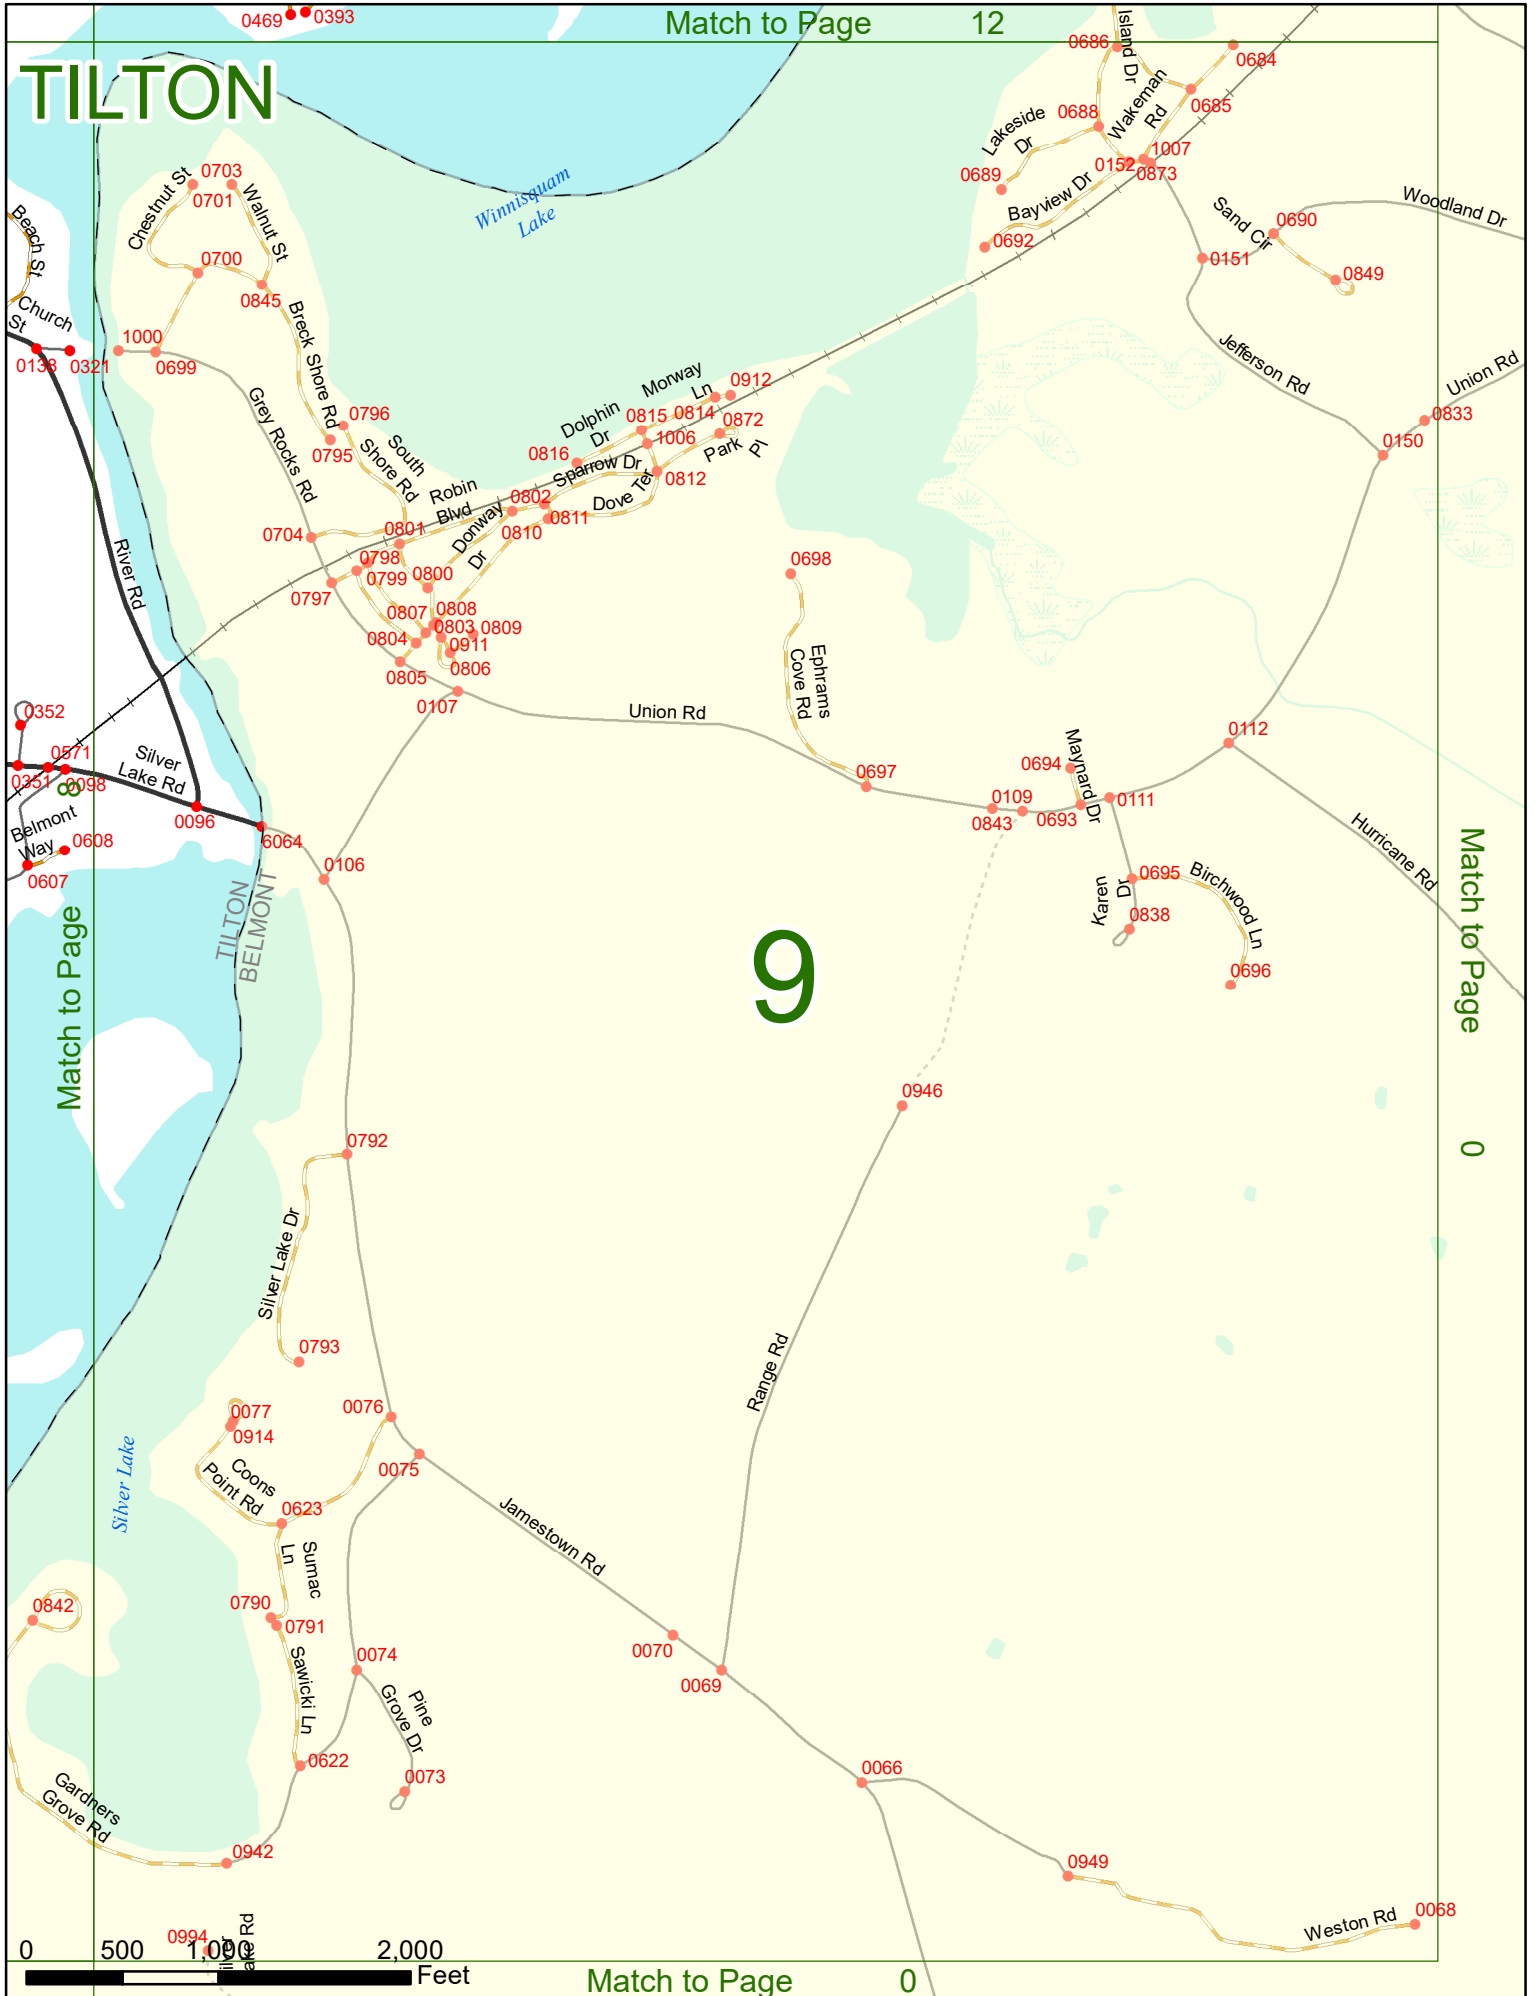 0469
0393
Match to Page
12
TILTON
0686
Island Dr
0684
0685
Wakeman
Rd
0688
Lakeside
Dr
0152
1007
0873
0689
Bayview Dr
0692
Woodland Dr
Sand Cir
0690
0151
0849
Winnisquam
Lake
0703
0701
Chestnut St
Walnut St
Beach St
0700
0845
Church
St
1000
0138
0321
0699
Breck Shore Rd
Grey Rocks Rd
0796
0795
South
Shore Rd
Jefferson Rd
Union Rd
0833
0150
Morway
Ln
0912
Dolphin
Dr
0815
0814
0872
1006
Park
Pl
0816
Sparrow Dr
0812
Dove Ter
Robin
Blvd
0802
0811
0810
Donway
Dr
0704
0801
0798
0799
0800
0797
0807
0808
0803
0809
0804
0911
0806
0805
0107
River Rd
0698
Ephrams
Cove Rd
Union Rd
0352
0571
Silver
Lake Rd
0351
0098
8
0096
6064
Belmont
Way
0608
0607
0106
TILTON
BELMONT
0112
Maynard Dr
0694
0697
0109
0843
0693
0111
Hurricane Rd
0695
Karen
Dr
Birchwood Ln
0838
0696
Match to Page
9
Match to Page
0
0946
0792
Silver Lake Dr
0793
Range Rd
0076
0077
0914
0075
Coons
Point Rd
Silver Lake
0623
Sumac
Ln
Jamestown Rd
0842
0790
0791
0070
0069
0074
Sawicki Ln
Pine
Grove Dr
0622
0073
0066
Gardners
Grove Rd
0942
0949
0068
Weston Rd
0994
ilver
ake Rd
0
500
1,000
2,000
Feet
Match to Page
0